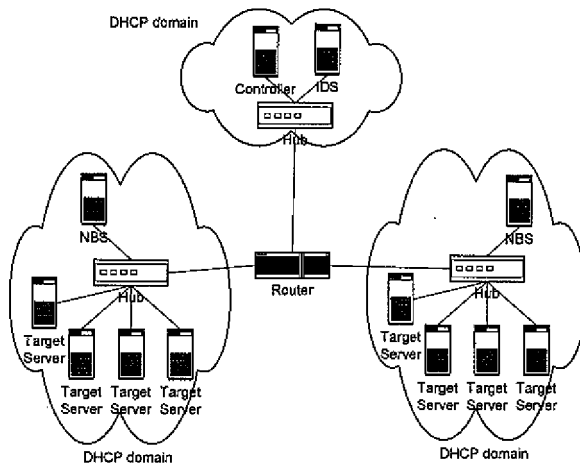 DHCP domain
Controller
IDS
Hub
NBS
Hub
Target
Server
Target
Server
Target
Server
Target
Server
DHCP domain
Router
NBS
Hub
Target
Server
Target
Server
Target
Server
Target
Server
DHCP domain